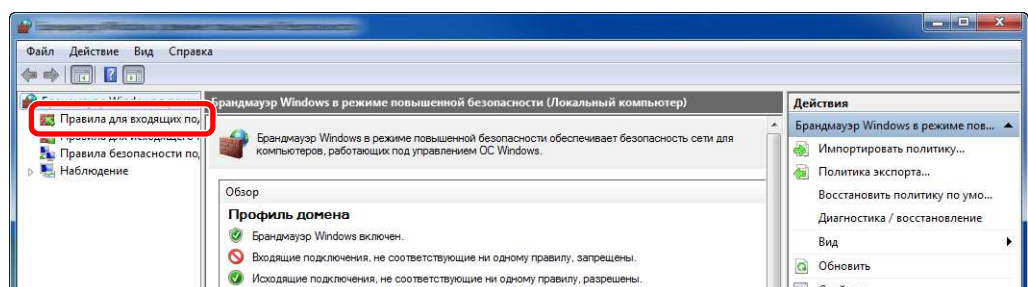 Файл Действие Вид Справка
Правила для входящих по
Правила безопасности по
Наблюдение
Брандмауэр Windows в режиме повышенной безопасности (Локальный компьютер)
Брандмауэр Windows в режиме повышенной безопасности обеспечивает безопасность сети для
компьютеров, работающих под управлением ОС Windows.
Обзор
Профиль домена
Брандмауэр Windows включен.
Входящие подключения, не соответствующие ни одному правилу, запрещены.
Исходящие подключения, не соответствующие ни одному правилу, разрешены.
Действия
Брандмауэр Windows в режиме пов...
Импортировать политику...
Политика экспорта...
Восстановить политику по умо...
Диагностика / восстановление
Вид
Обновить